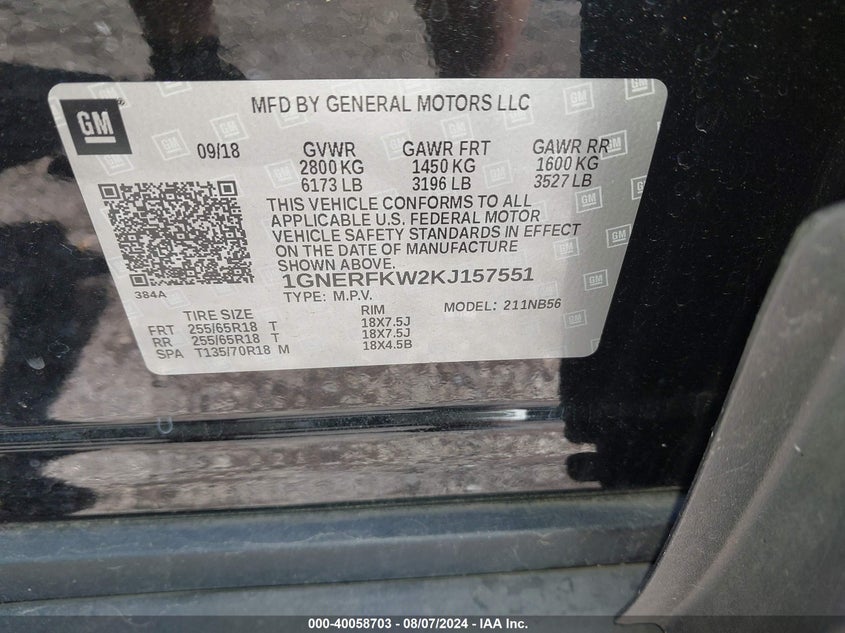 GM
MFD BY GENERAL MOTORS LLC
09/18 GVWR GAWR FRT GAWR RR
2800 KG 1450 KG 1600 KG
6173 LB 3196 LB 3527 LB
THIS VEHICLE CONFORMS TO ALL
APPLICABLE U.S. FEDERAL MOTOR
VEHICLE SAFETY STANDARDS IN EFFECT
ON THE DATE OF MANUFACTURE
SHOWN ABOVE.
384A
1GNERFKW2KJ157551
TYPE: M.P.V. MODEL: 211NB56
TIRE SIZE RIM
FRT 255/65R18 T 18X7.5J
RR 255/65R18 T 18X7.5J
SPA T135/70R18 M 18X4.5B
000-40058703 - 08/07/2024 - IAA Inc.